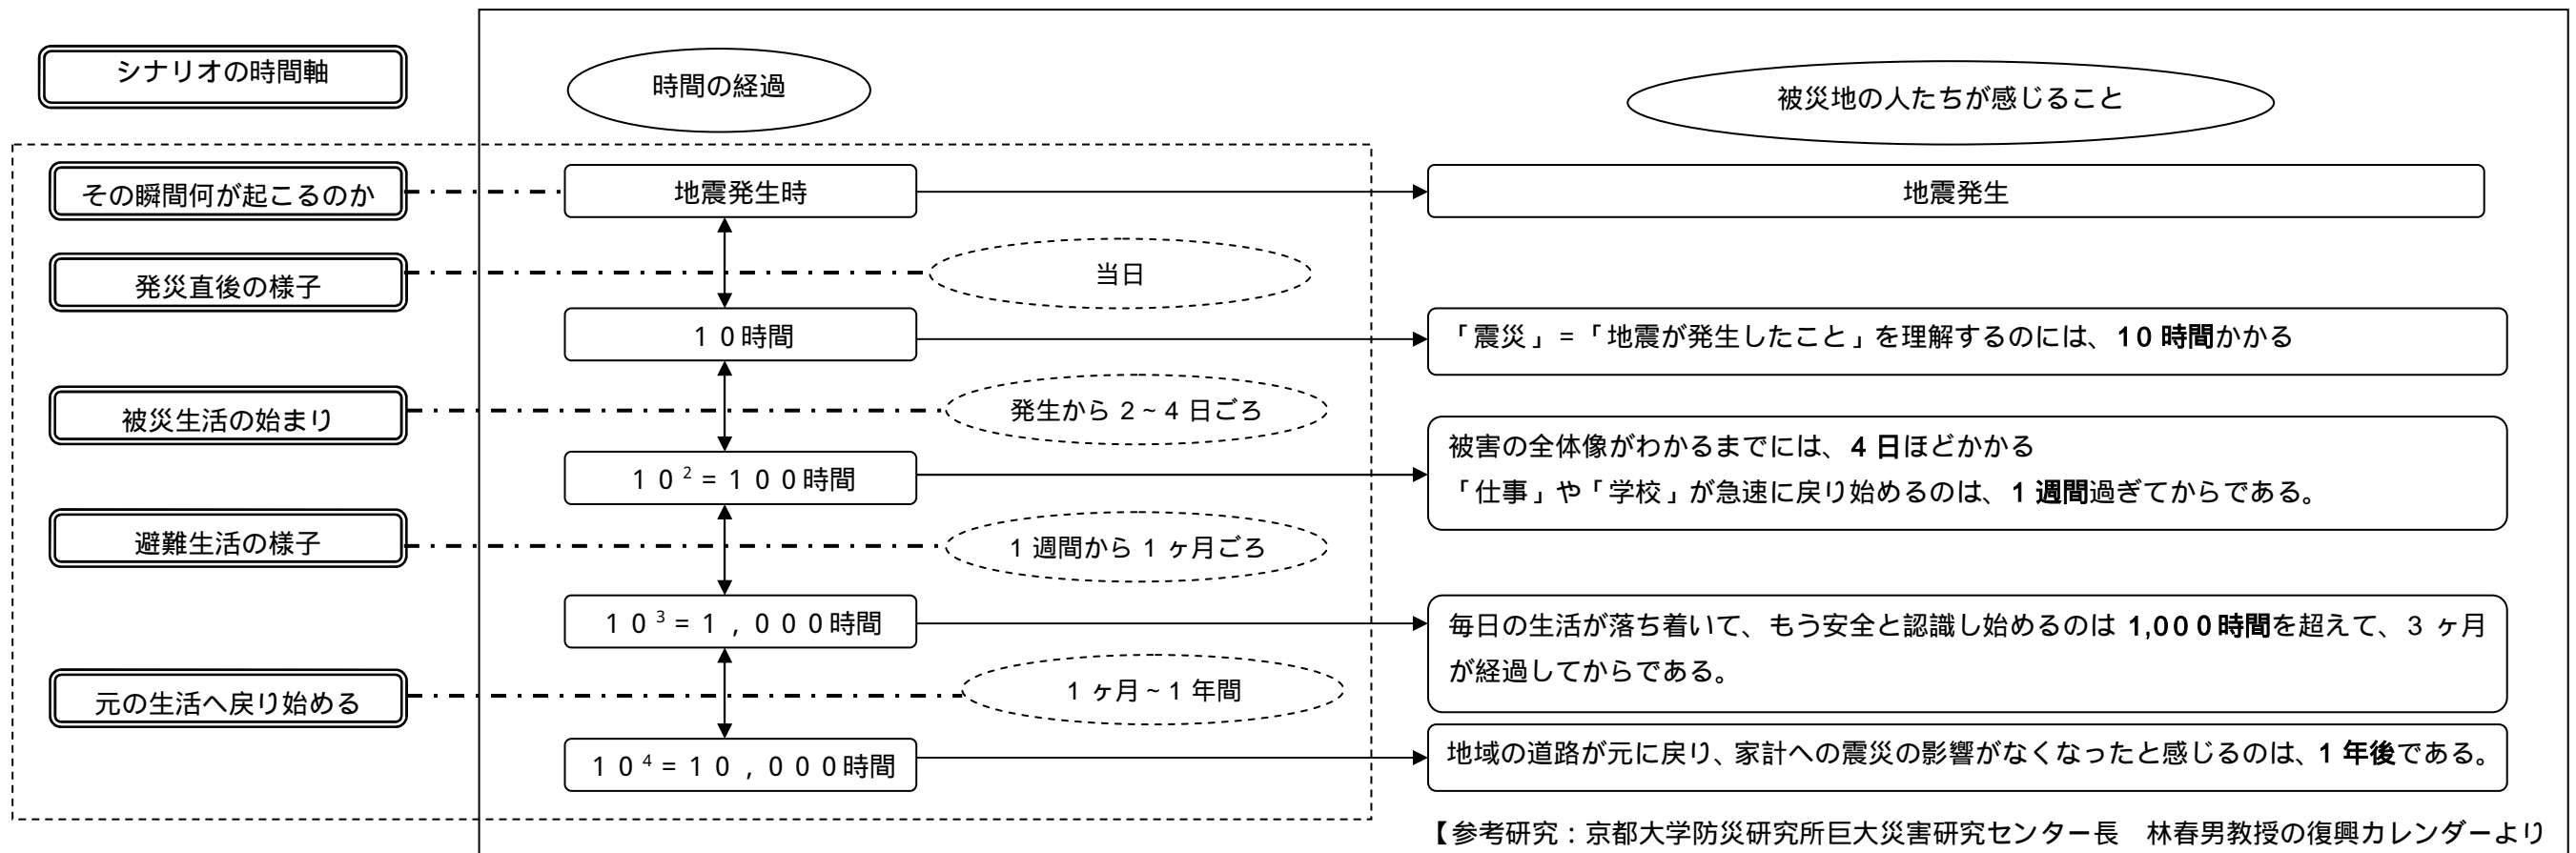 シナリオの時間軸
時間の経過
被災地の人たちが感じること
その瞬間何が起こるのか
地震発生時
地震発生
発災直後の様子
当日
１０時間
「震災」=「地震が発生したこと」を理解するのには、10 時間かかる
被災生活の始まり
発生から 2~4 日ごろ
１０²=１００時間
被害の全体像がわかるまでには、4 日ほどかかる
「仕事」や「学校」が急速に戻り始めるのは、1 週間過ぎてからである。
避難生活の様子
1 週間から 1 ヶ月ごろ
１０³=１,０００時間
毎日の生活が落ち着いて、もう安全と認識し始めるのは 1,000時間を超えて、3 ヶ月
が経過してからである。
元の生活へ戻り始める
1 ヶ月~1 年間
１０⁴=１０,０００時間
地域の道路が元に戻り、家計への震災の影響がなくなったと感じるのは、1 年後である。
【参考研究：京都大学防災研究所巨大災害研究センター長　林春男教授の復興カレンダーより